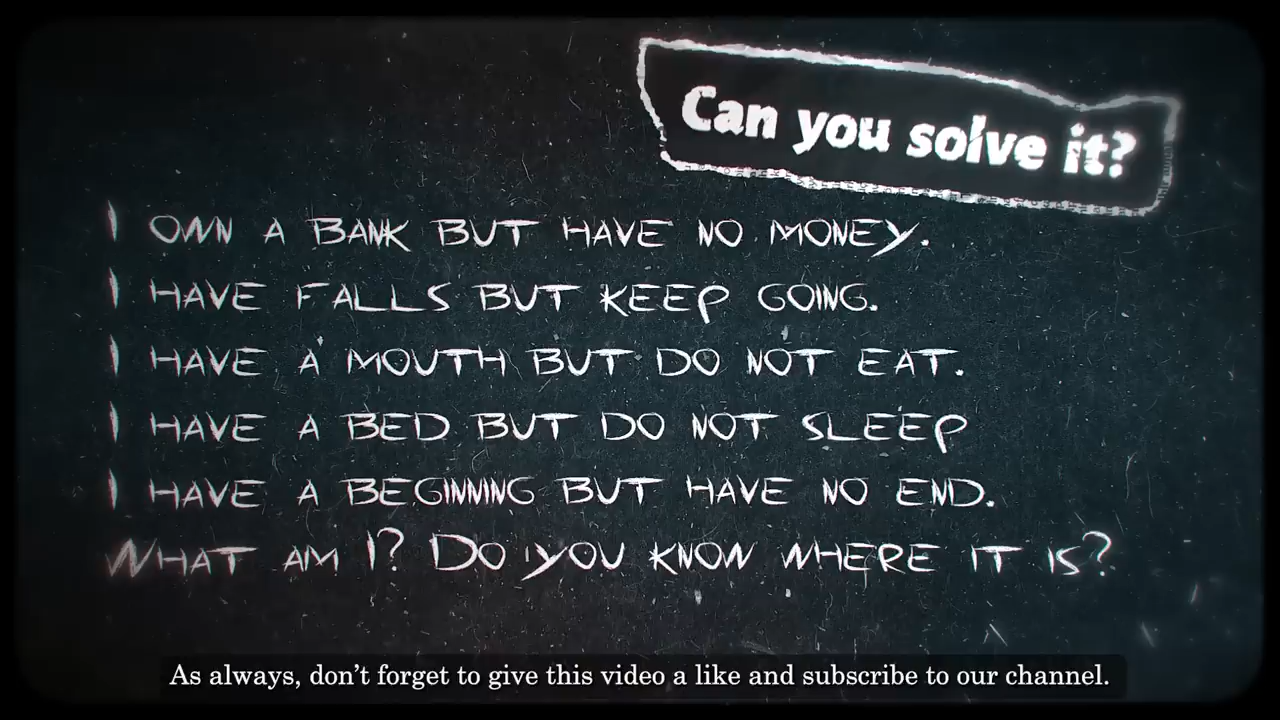 Can you solve it?
I OWN A BANK BUT HAVE NO MONEY.
I HAVE FALLS BUT KEEP GOING.
I HAVE A MOUTH BUT DO NOT EAT.
I HAVE A BED BUT DO NOT SLEEP
I HAVE A BEGINNING BUT HAVE NO END.
WHAT AM I? DO YOU KNOW WHERE IT IS?
As always, don’t forget to give this video a like and subscribe to our channel.